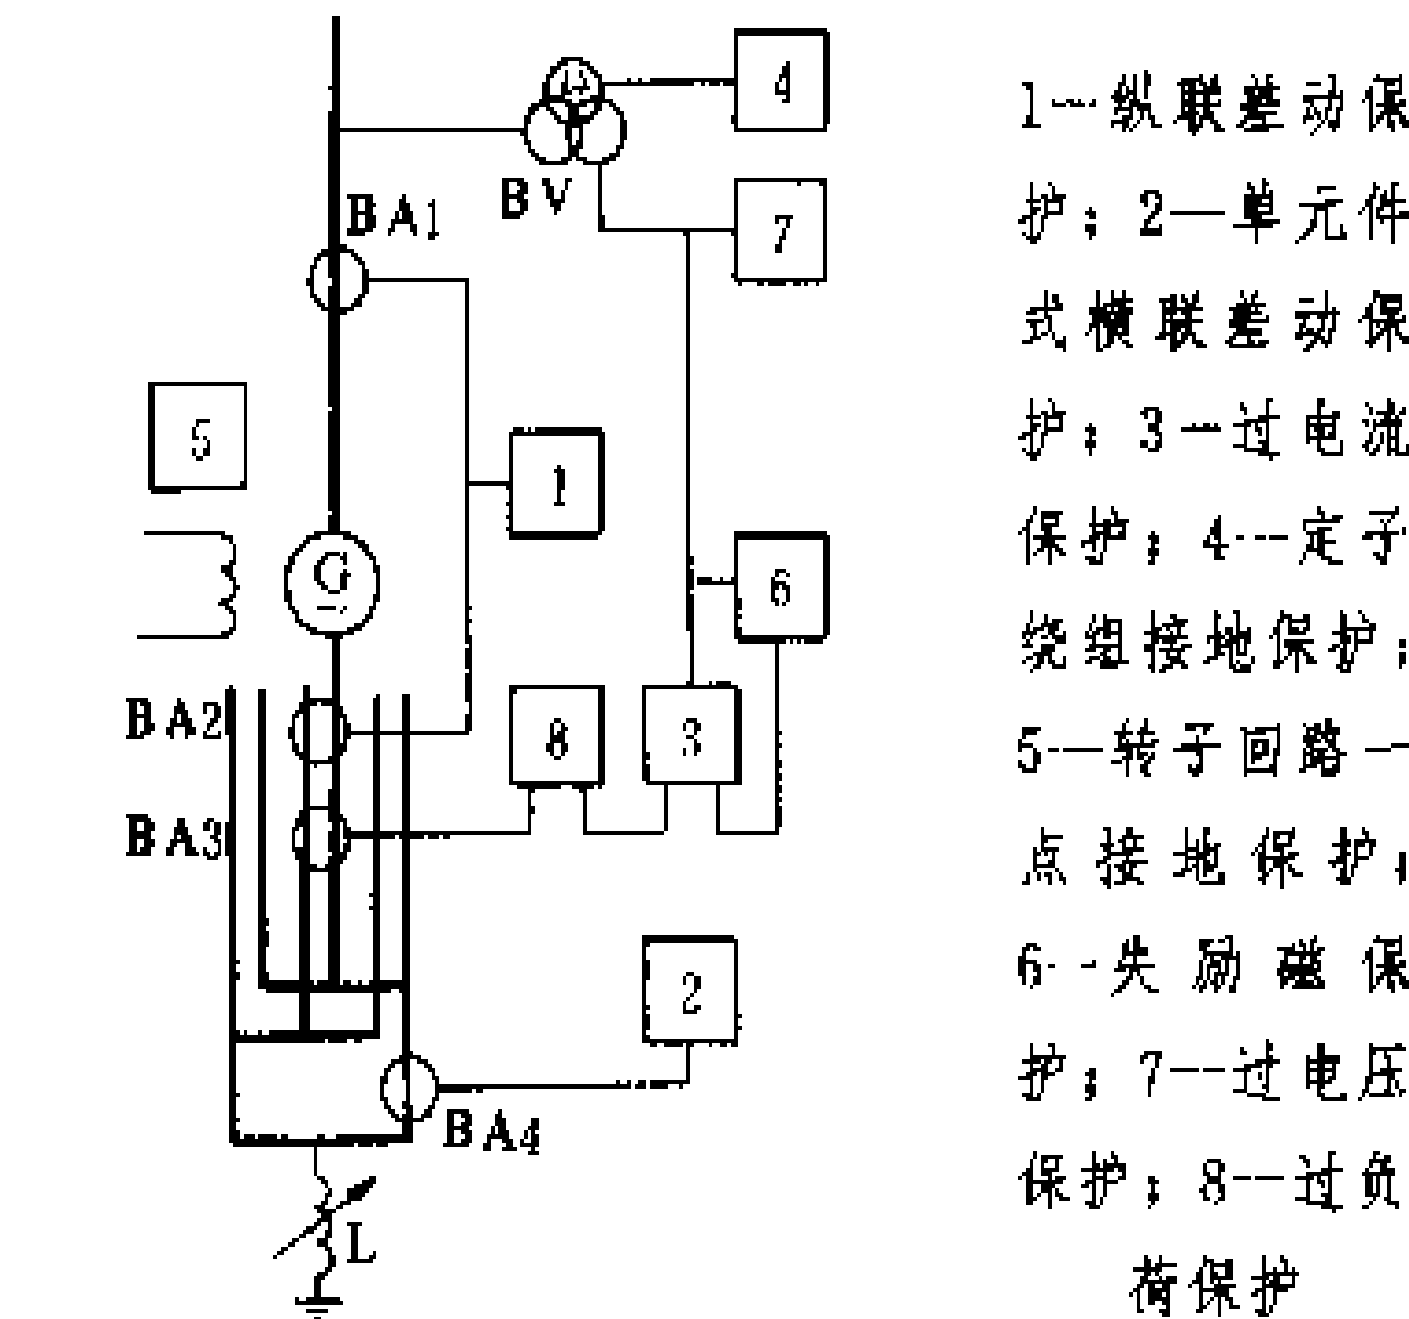 4
BV
7
BA1
5
1
G
~
6
BA2
8
3
BA3
2
BA4
L
1—纵联差动保
护；2—单元件
式横联差动保
护；3—过电流
保护；4—定子
绕组接地保护；
5—转子回路一
点接地保护；
6—失励磁保
护；7—过电压
保护；8—过负
荷保护